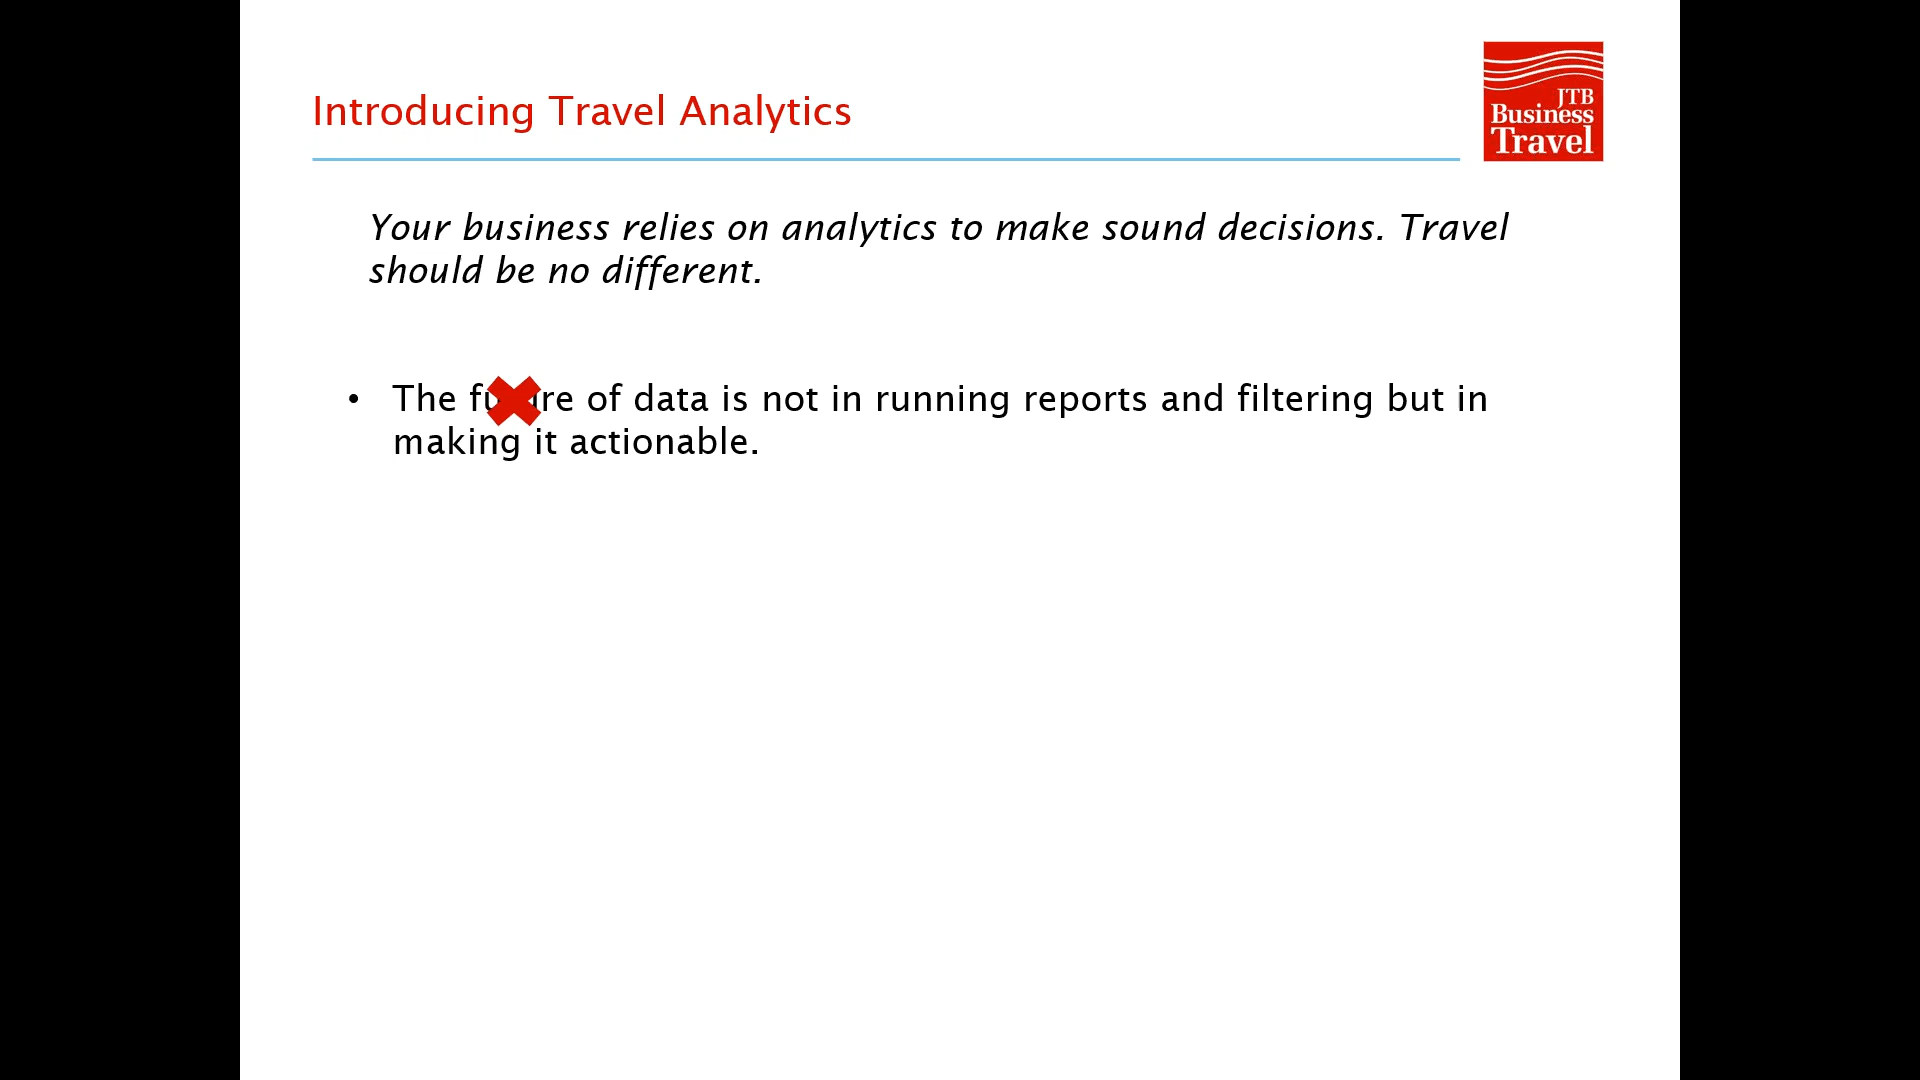 Introducing Travel Analytics
JTB
Business
Travel
Your business relies on analytics to make sound decisions. Travel
should be no different.
• The of data is not in running reports and filtering but in
making it actionable.